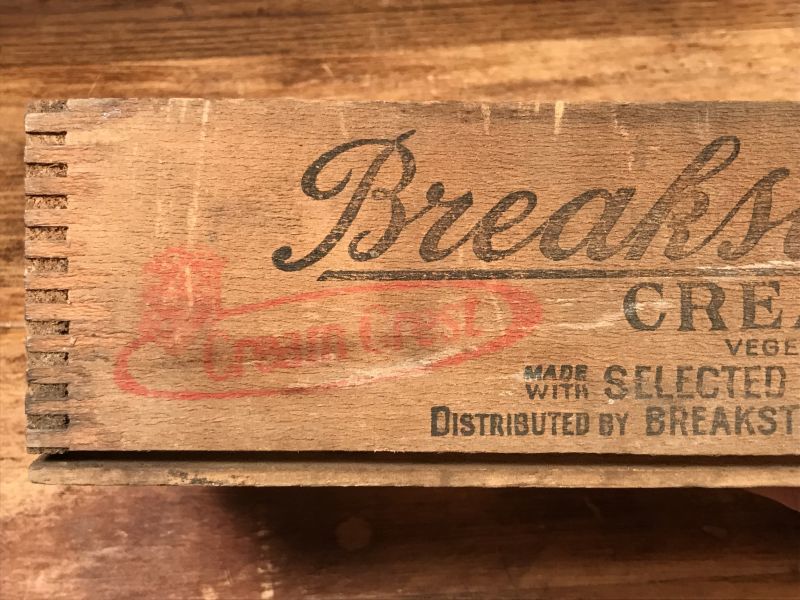 Breaks
Cream Crest
CREA
VEGE
MADE WITH SELECTED
DISTRIBUTED BY BREAKST